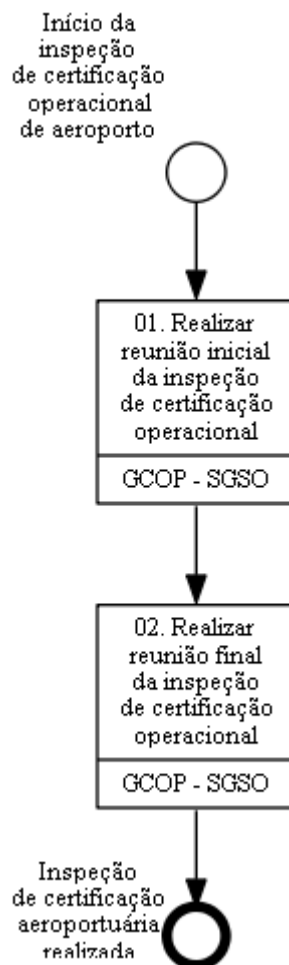 Início da
inspeção
de certificação
operacional
de aeroporto
01. Realizar
reunião inicial
da inspeção
de certificação
operacional
GCOP - SGSO
02. Realizar
reunião final
da inspeção
de certificação
operacional
GCOP - SGSO
Inspeção
de certificação
aeroportuária
realizada